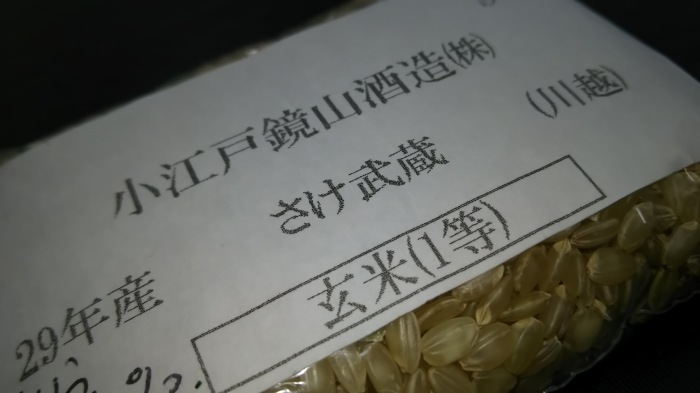 小江戸鏡山酒造㈱
(川越)
さけ武蔵
29年産
玄米(1等)